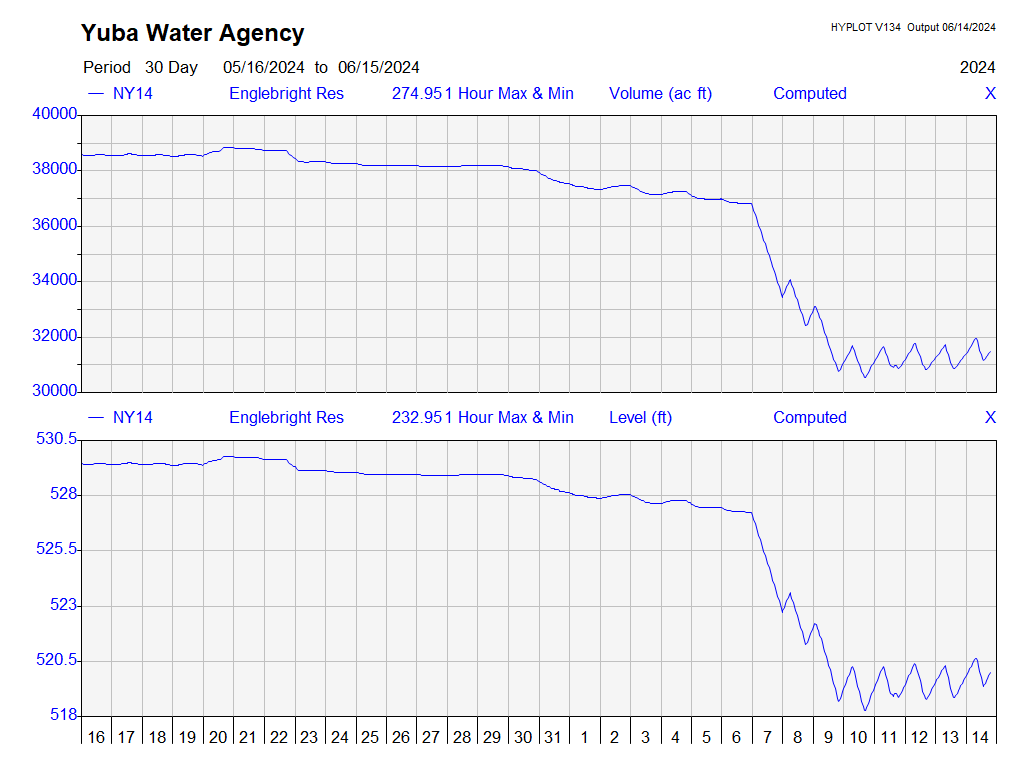 Yuba Water Agency
HYPLOT V134 Output 06/14/2024
Period 30 Day 05/16/2024 to 06/15/2024 2024
NY14 Englebright Res 274.951 Hour Max & Min Volume (ac ft) Computed X
40000
38000
36000
34000
32000
30000
NY14 Englebright Res 232.951 Hour Max & Min Level (ft) Computed X
530.5
528
525.5
523
520.5
518
16 17 18 19 20 21 22 23 24 25 26 27 28 29 30 31 1 2 3 4 5 6 7 8 9 10 11 12 13 14